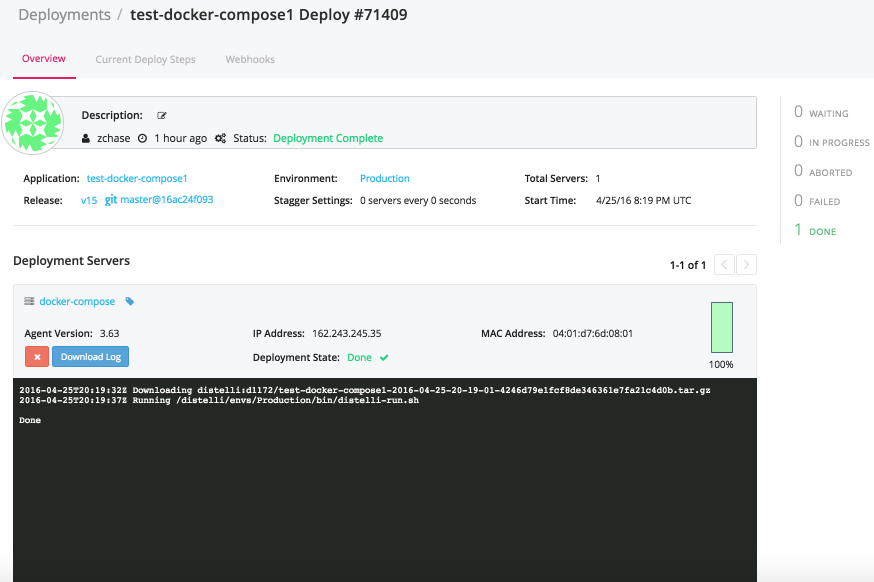 Deployments / test-docker-compose1 Deploy #71409
Overview Current Deploy Steps Webhooks
Description:
zchase 1 hour ago Status: Deployment Complete
Application: test-docker-compose1 Environment: Production Total Servers: 1
Release: v15 git master@16ac24f093 Stagger Settings: 0 servers every 0 seconds Start Time: 4/25/16 8:19 PM UTC
0 WAITING
0 IN PROGRESS
0 ABORTED
0 FAILED
1 DONE
Deployment Servers
1-1 of 1
docker-compose
Agent Version: 3.63 IP Address: 162.243.245.35 MAC Address: 04:01:d7:6d:08:01
Download Log Deployment State: Done
100%
2016-04-25T20:19:32Z Downloading distelli:d1172/test-docker-compose1-2016-04-25-20-19-01-4246d79e1fcf8de346361e7fa21c4d0b.tar.gz
2016-04-25T20:19:37Z Running /distelli/envs/Production/bin/distelli-run.sh
Done